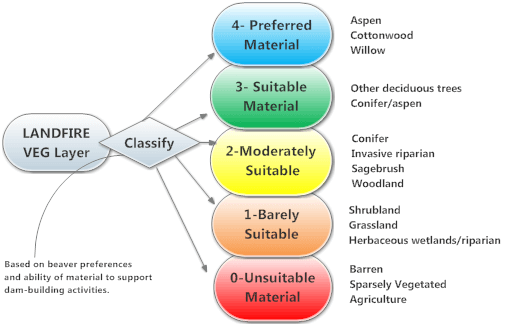 4- Preferred
Material
Aspen
Cottonwood
Willow
3- Suitable
Material
Other deciduous trees
Conifer/aspen
LANDFIRE
VEG Layer
Classify
2-Moderately
Suitable
Conifer
Invasive riparian
Sagebrush
Woodland
1-Barely
Suitable
Shrubland
Grassland
Herbaceous wetlands/riparian
Based on beaver preferences
and ability of material to support
dam-building activities.
0-Unsuitable
Material
Barren
Sparsely Vegetated
Agriculture